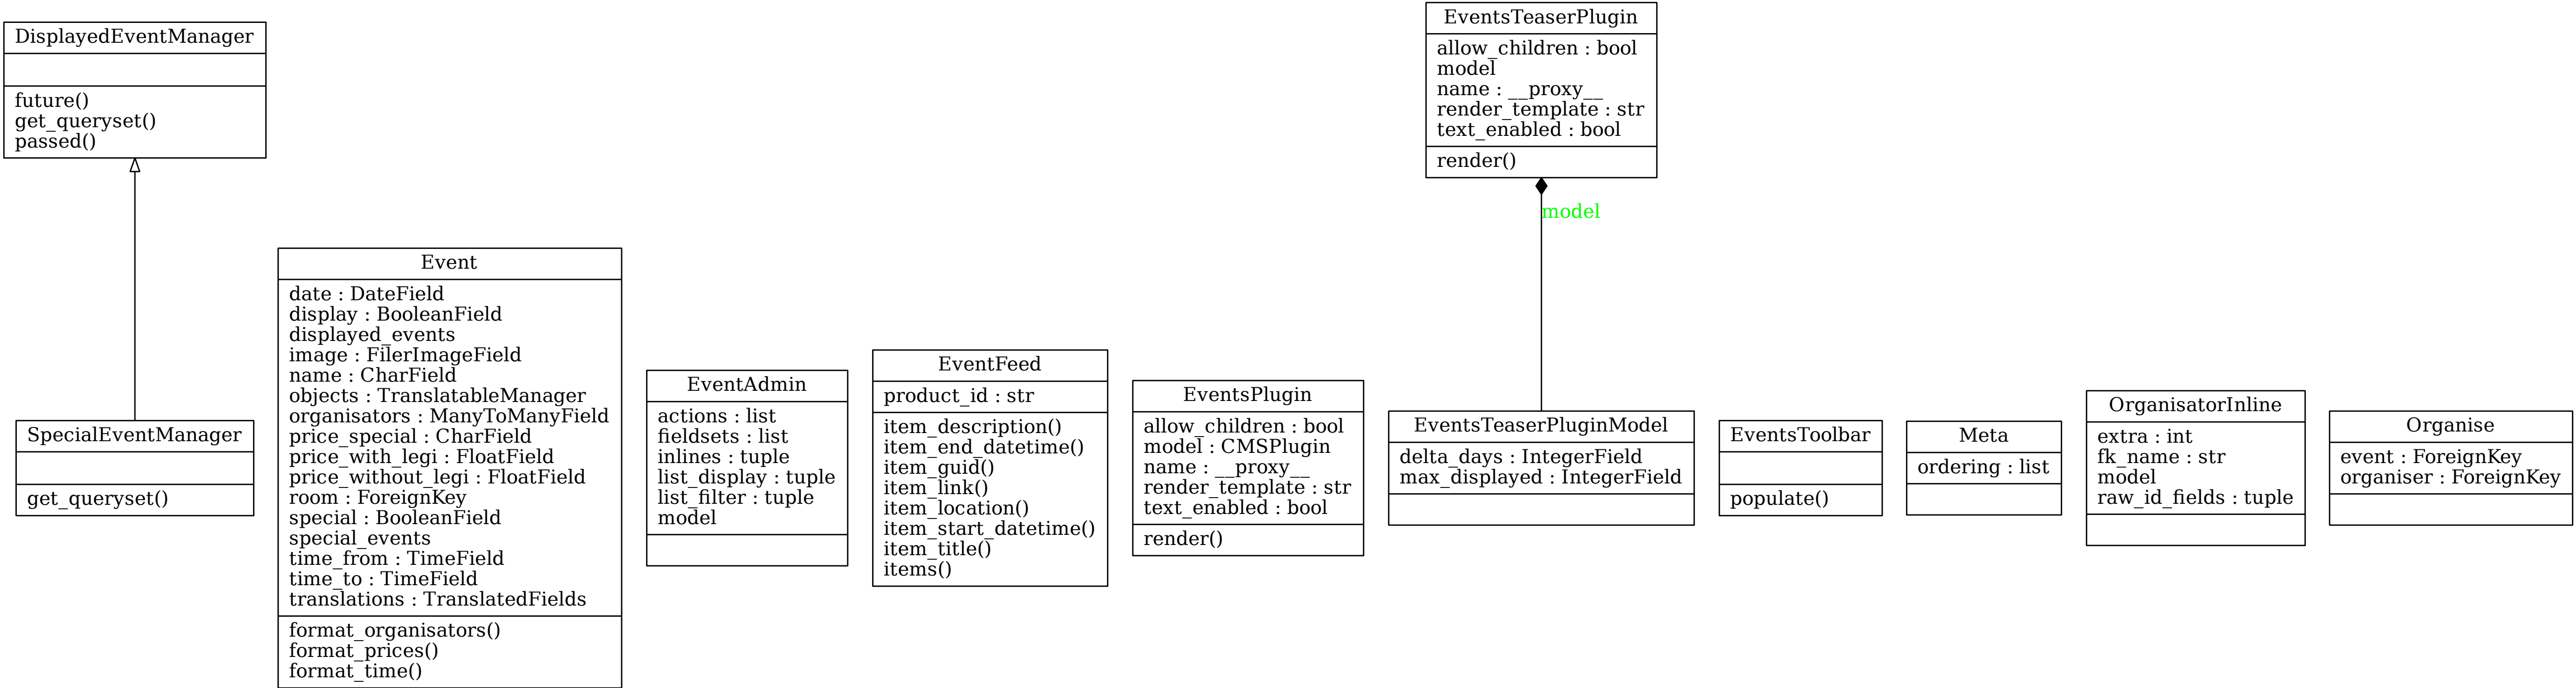 DisplayedEventManager
future()
get_queryset()
passed()
EventsTeaserPlugin
allow_children : bool
model
name : __proxy__
render_template : str
text_enabled : bool
render()
model
SpecialEventManager
get_queryset()
Event
date : DateField
display : BooleanField
displayed_events
image : FilerImageField
name : CharField
objects : TranslatableManager
organisators : ManyToManyField
price_special : CharField
price_with_legi : FloatField
price_without_legi : FloatField
room : ForeignKey
special : BooleanField
special_events
time_from : TimeField
time_to : TimeField
translations : TranslatedFields
format_organisators()
format_prices()
format_time()
EventAdmin
actions : list
fieldsets : list
inlines : tuple
list_display : tuple
list_filter : tuple
model
EventFeed
product_id : str
item_description()
item_end_datetime()
item_guid()
item_link()
item_location()
item_start_datetime()
item_title()
items()
EventsPlugin
allow_children : bool
model : CMSPlugin
name : __proxy__
render_template : str
text_enabled : bool
render()
EventsTeaserPluginModel
delta_days : IntegerField
max_displayed : IntegerField
EventsToolbar
populate()
Meta
ordering : list
OrganisatorInline
extra : int
fk_name : str
model
raw_id_fields : tuple
Organise
event : ForeignKey
organiser : ForeignKey